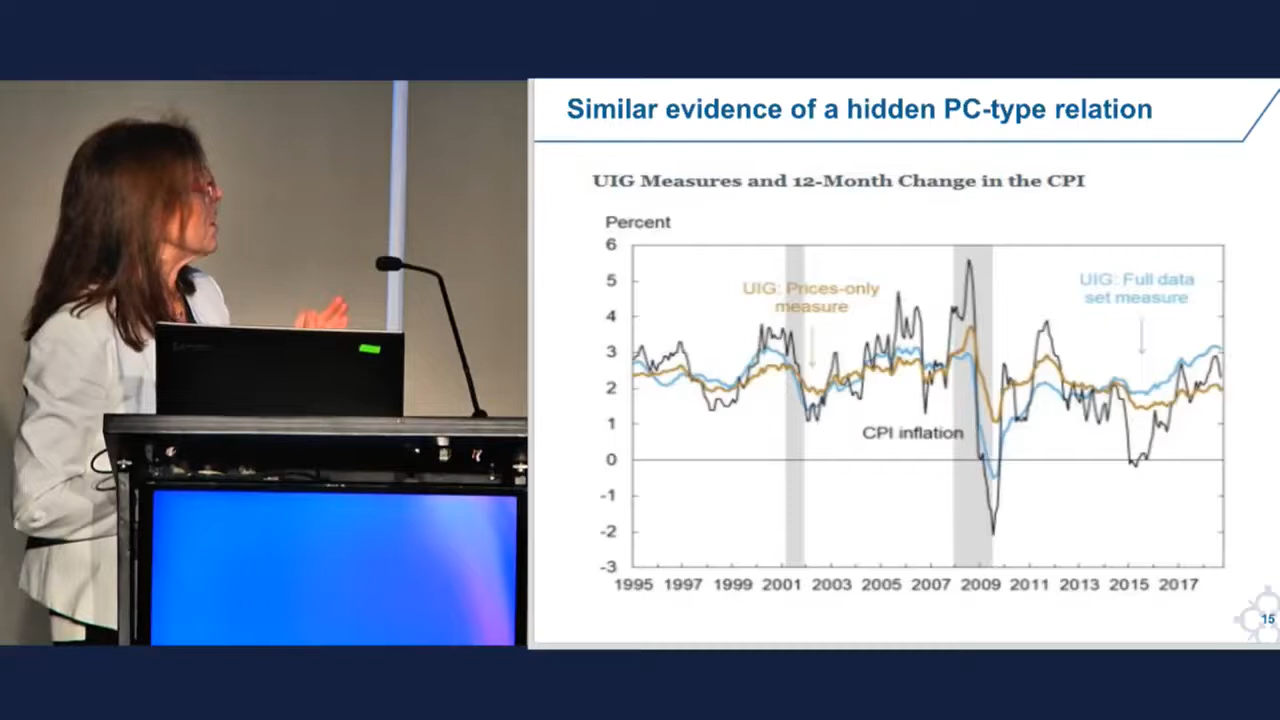 Similar evidence of a hidden PC-type relation
UIG Measures and 12-Month Change in the CPI
Percent
6
5
4
3
2
1
0
-1
-2
-3
UIG: Prices-only
measure
UIG: Full data
set measure
CPI inflation
1995 1997 1999 2001 2003 2005 2007 2009 2011 2013 2015 2017
15